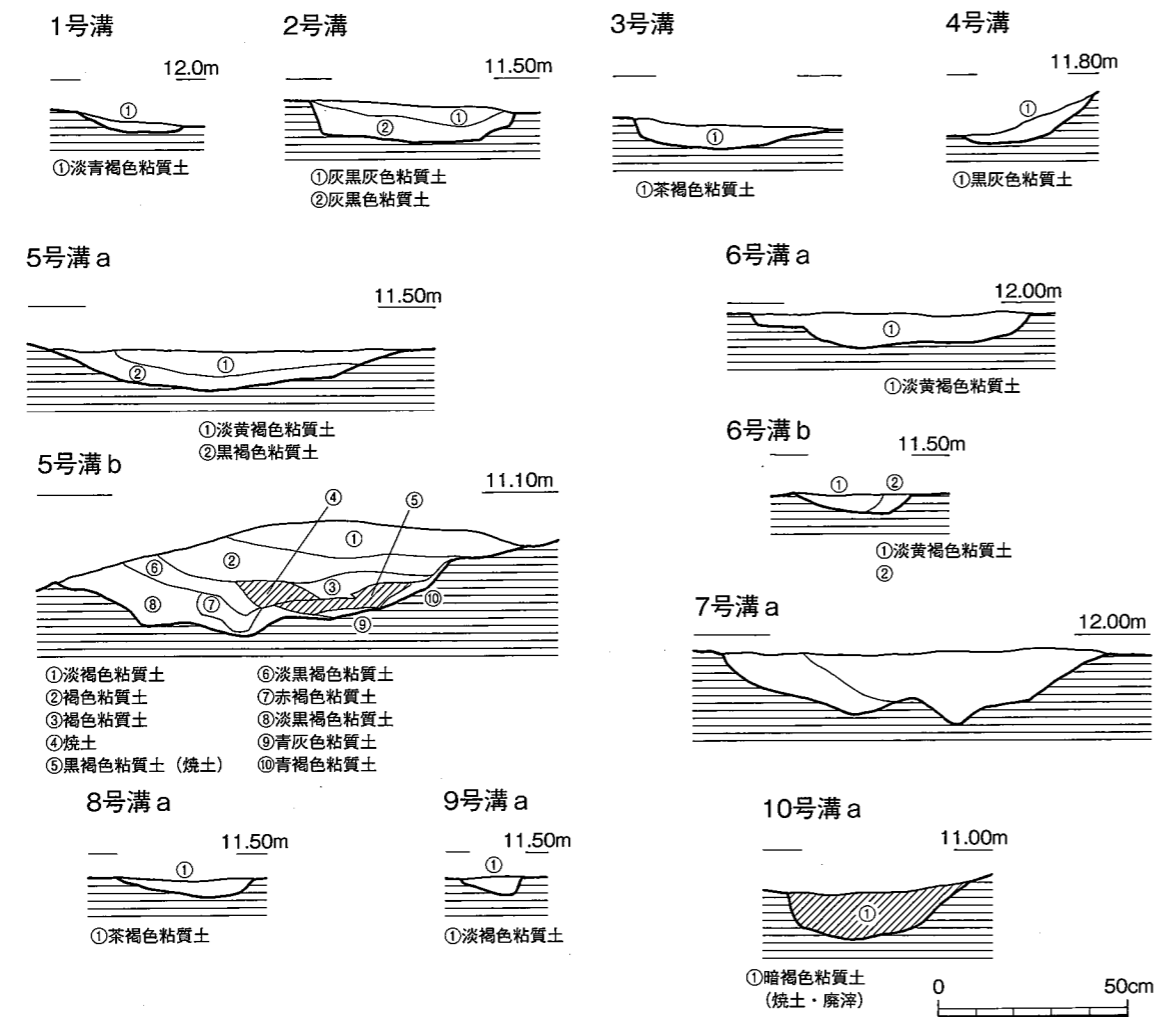 1号溝
12.0m
①
①淡青褐色粘質土
2号溝
11.50m
①
②
①灰黒灰色粘質土
②灰黒色粘質土
3号溝
①
①茶褐色粘質土
4号溝
11.80m
①
①黒灰色粘質土
5号溝a
11.50m
①
②
①淡黄褐色粘質土
②黒褐色粘質土
6号溝a
12.00m
①
①淡黄褐色粘質土
5号溝b
11.10m
④
⑤
①
②
⑥
③
⑩
⑧
⑦
⑨
①淡褐色粘質土
②褐色粘質土
③褐色粘質土
④焼土
⑤黒褐色粘質土（焼土）
⑥淡黒褐色粘質土
⑦赤褐色粘質土
⑧淡黒褐色粘質土
⑨青灰色粘質土
⑩青褐色粘質土
6号溝b
11.50m
①
②
①淡黄褐色粘質土
②
7号溝a
12.00m
8号溝a
11.50m
①
①茶褐色粘質土
9号溝a
11.50m
①
①淡褐色粘質土
10号溝a
11.00m
①
①暗褐色粘質土
（焼土・廃滓）
0
50cm